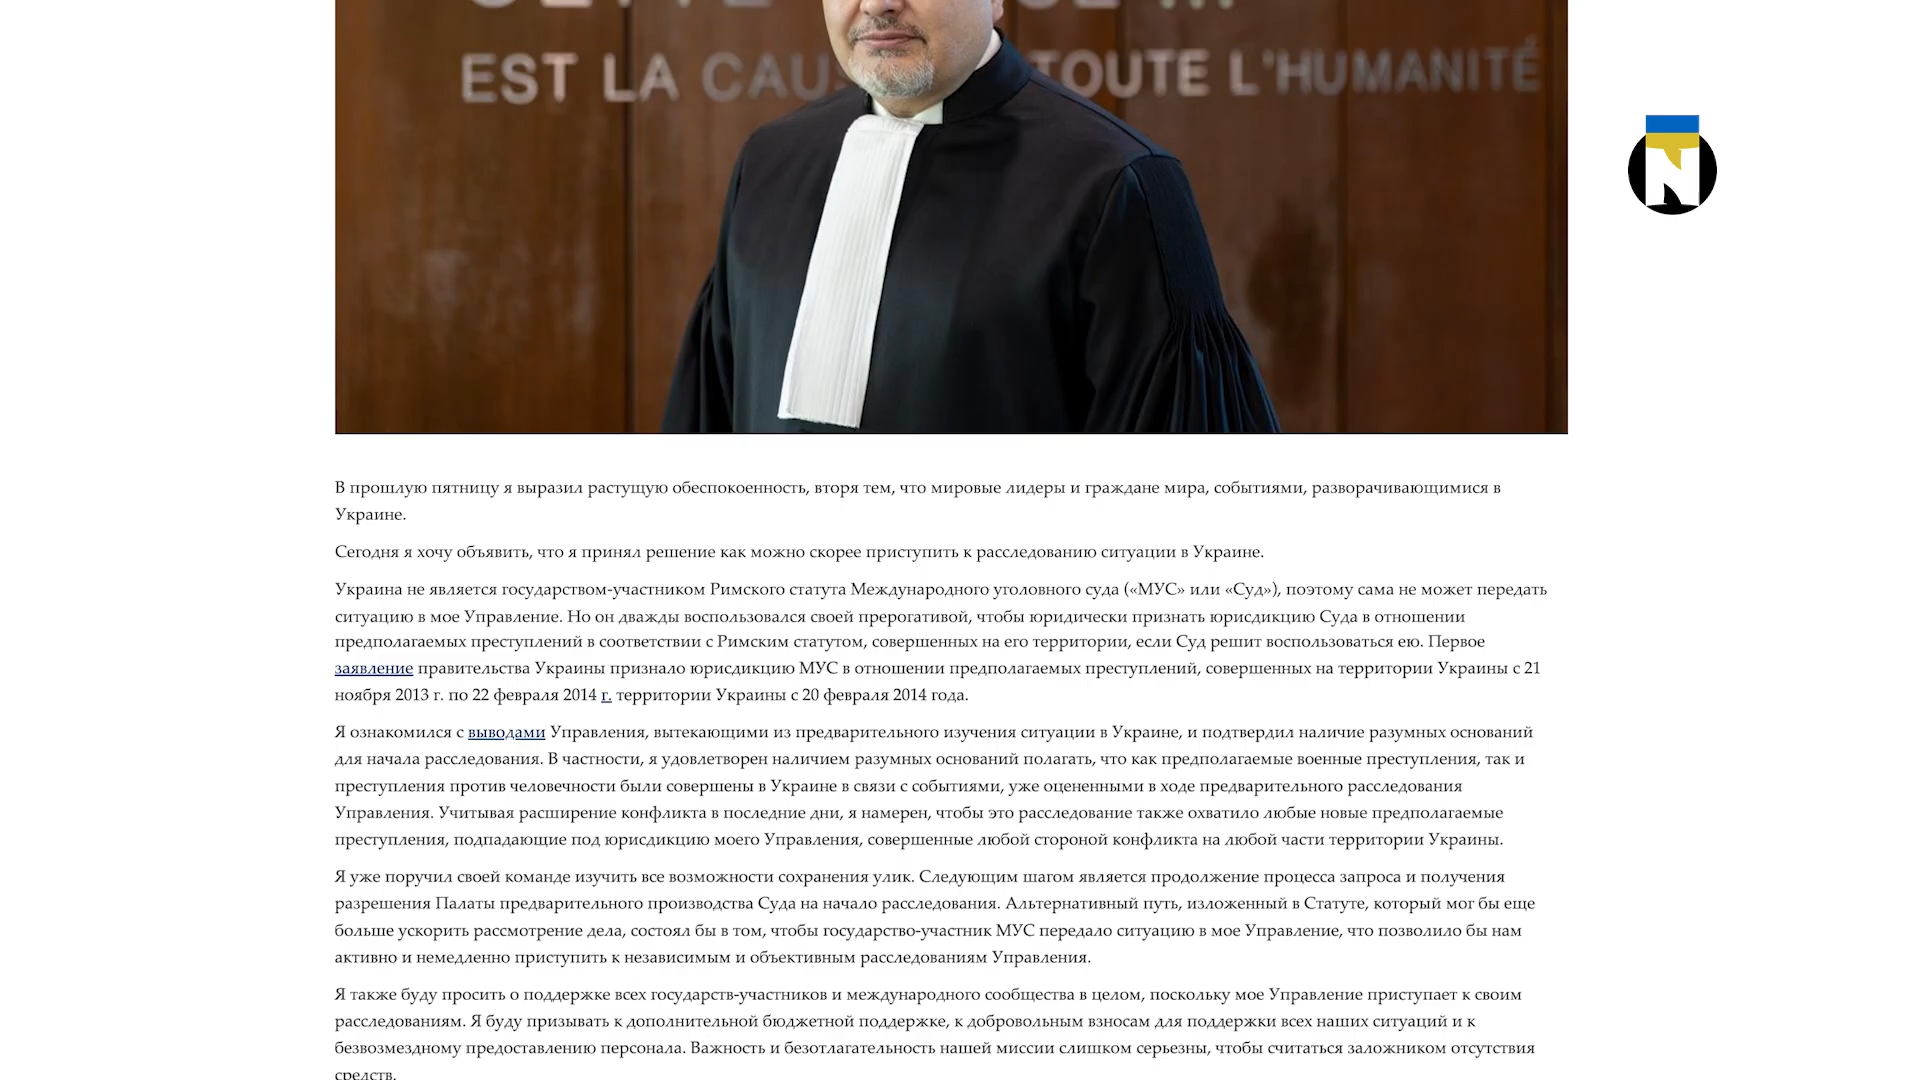 EST LA CAU TOUTE L'HUMANITÉ
N
В прошлую пятницу я выразил растущую обеспокоенность, вторя тем, что мировые лидеры и граждане мира, событиями, разворачивающимися в
Украине.
Сегодня я хочу объявить, что я принял решение как можно скорее приступить к расследованию ситуации в Украине.
Украина не является государством-участником Римского статута Международного уголовного суда («МУС» или «Суд»), поэтому сама не может передать
ситуацию в мое Управление. Но он дважды воспользовался своей прерогативой, чтобы юридически признать юрисдикцию Суда в отношении
предполагаемых преступлений в соответствии с Римским статутом, совершенных на его территории, если Суд решит воспользоваться ею. Первое
заявление правительства Украины признало юрисдикцию МУС в отношении предполагаемых преступлений, совершенных на территории Украины с 21
ноября 2013 г. по 22 февраля 2014 г. территории Украины с 20 февраля 2014 года.
Я ознакомился с выводами Управления, вытекающими из предварительного изучения ситуации в Украине, и подтвердил наличие разумных оснований
для начала расследования. В частности, я удовлетворен наличием разумных оснований полагать, что как предполагаемые военные преступления, так и
преступления против человечности были совершены в Украине в связи с событиями, уже оцененными в ходе предварительного расследования
Управления. Учитывая расширение конфликта в последние дни, я намерен, чтобы это расследование также охватило любые новые предполагаемые
преступления, подпадающие под юрисдикцию моего Управления, совершенные любой стороной конфликта на любой части территории Украины.
Я уже поручил своей команде изучить все возможности сохранения улик. Следующим шагом является продолжение процесса запроса и получения
разрешения Палаты предварительного производства Суда на начало расследования. Альтернативный путь, изложенный в Статуте, который мог бы еще
больше ускорить рассмотрение дела, состоял бы в том, чтобы государство-участник МУС передало ситуацию в мое Управление, что позволило бы нам
активно и немедленно приступить к независимым и объективным расследованиям Управления.
Я также буду просить о поддержке всех государств-участников и международного сообщества в целом, поскольку мое Управление приступает к своим
расследованиям. Я буду призывать к дополнительной бюджетной поддержке, к добровольным взносам для поддержки всех наших ситуаций и к
безвозмездному предоставлению персонала. Важность и безотлагательность нашей миссии слишком серьезны, чтобы считаться заложником отсутствия
средств.